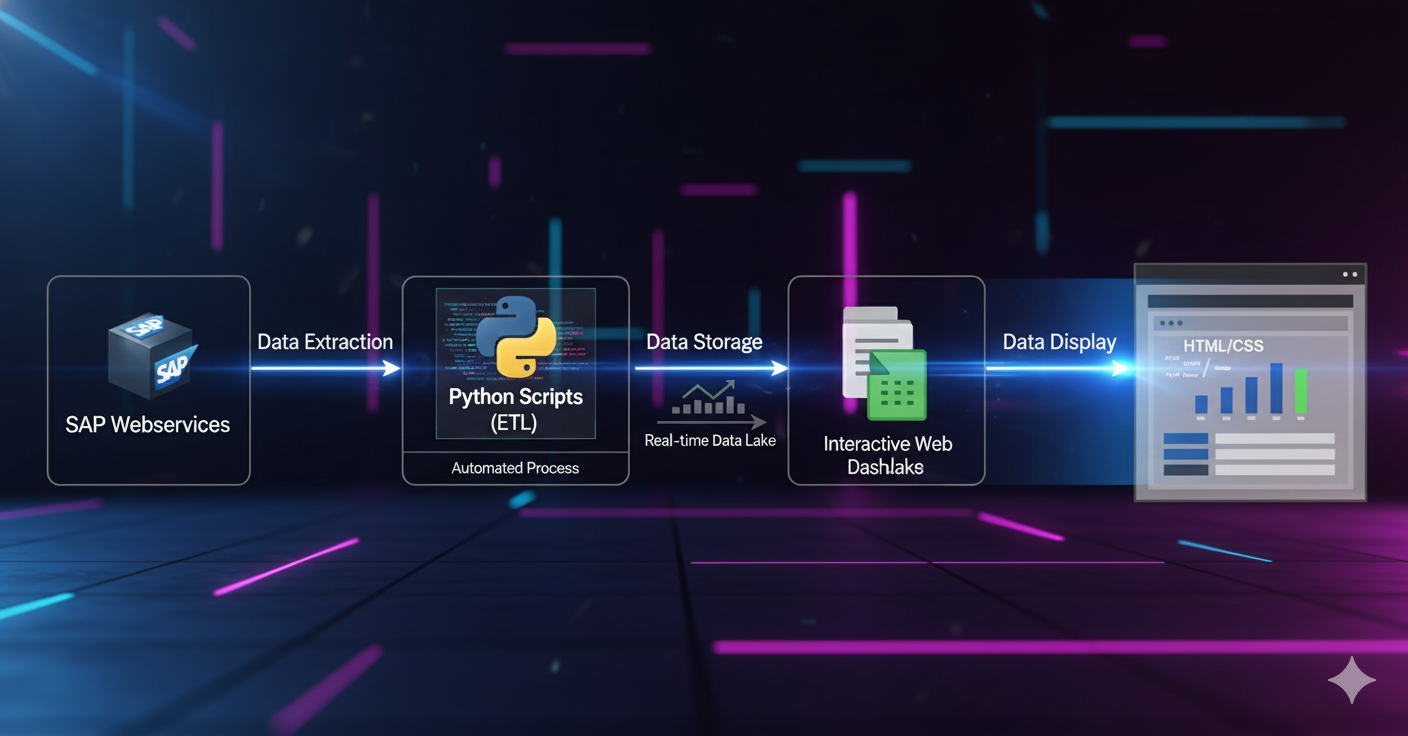 SAP
SAP
SAP Webservices
Data Extraction
Python Scripts
(ETL)
Automated Process
Data Storage
Real-time Data Lake
Interactive Web
Dashlaks
Data Display
HTML/CSS